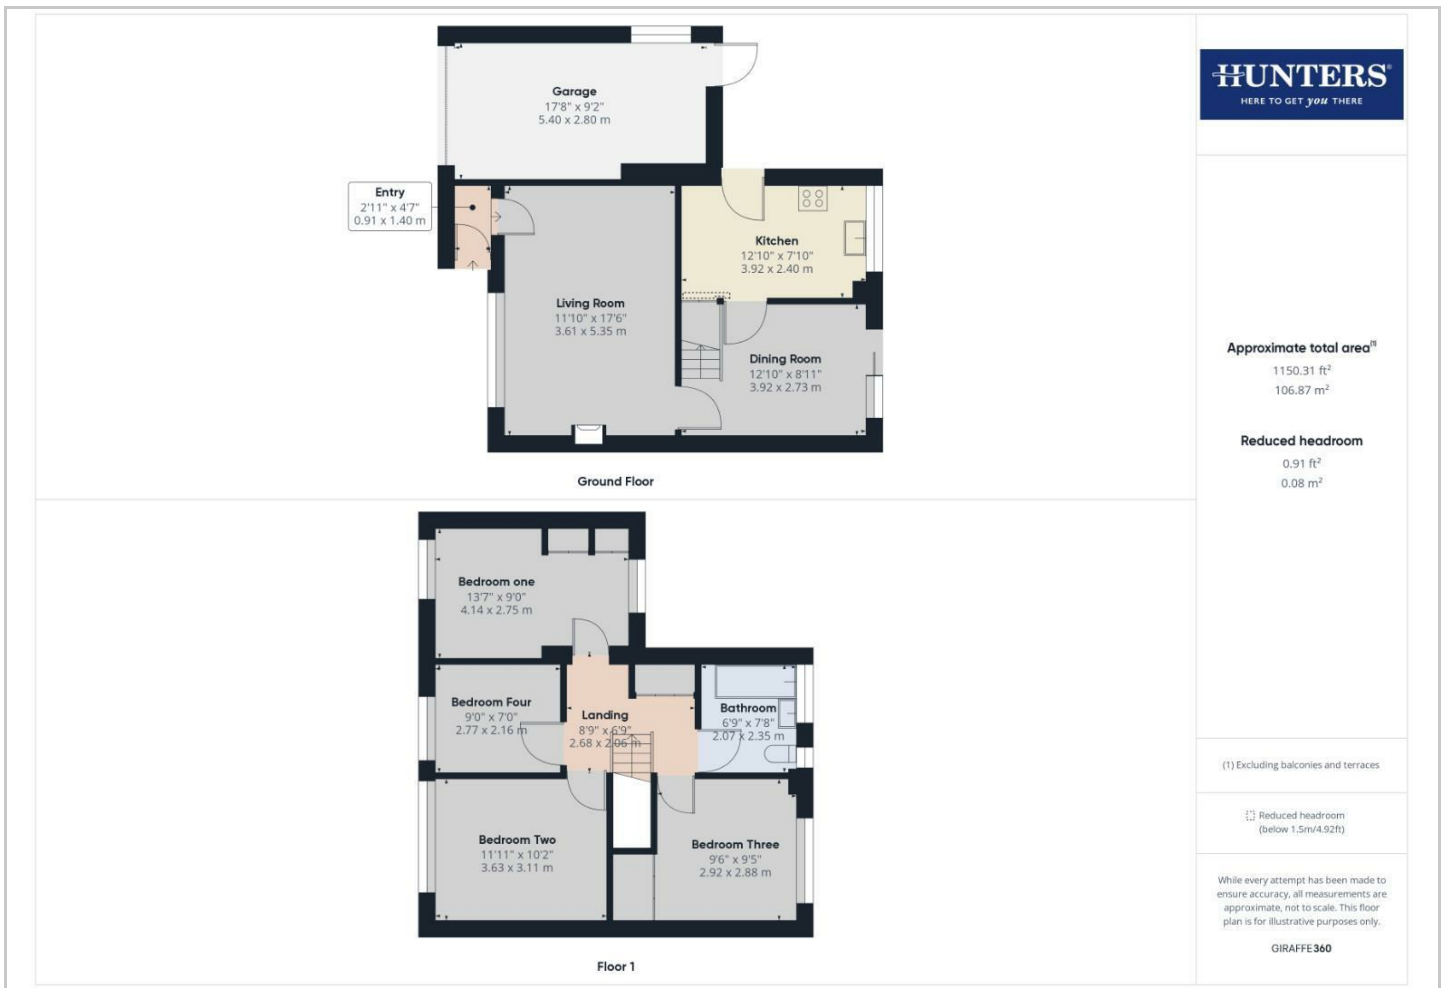 Garage
17'8" x 9'2"
5.40 x 2.80 m
Entry
2'11" x 4'7"
0.91 x 1.40 m
Kitchen
12'10" x 7'10"
3.92 x 2.40 m
Living Room
11'10" x 17'6"
3.61 x 5.35 m
Dining Room
12'10" x 8'11"
3.92 x 2.73 m
Ground Floor
Bedroom one
13'7" x 9'0"
4.14 x 2.75 m
Bedroom Four
9'0" x 7'0"
2.77 x 2.16 m
Landing
8'9" x 6'9"
2.68 x 2.06 m
Bathroom
6'9" x 7'8"
2.07 x 2.35 m
Bedroom Two
11'11" x 10'2"
3.63 x 3.11 m
Bedroom Three
9'6" x 9'5"
2.92 x 2.88 m
Floor 1
HUNTERS®
HERE TO GET you THERE
Approximate total area⁽¹⁾
1150.31 ft²
106.87 m²
Reduced headroom
0.91 ft²
0.08 m²
(1) Excluding balconies and terraces
Reduced headroom
(below 1.5m/4.92ft)
While every attempt has been made to
ensure accuracy, all measurements are
approximate, not to scale. This floor
plan is for illustrative purposes only.
GIRAFFE360